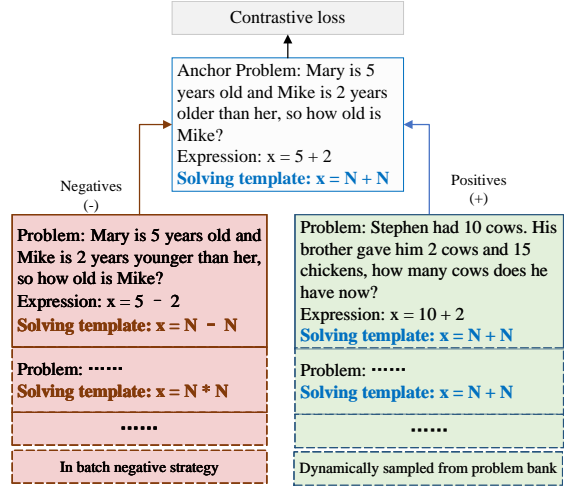 Contrastive loss
Anchor Problem: Mary is 5
years old and Mike is 2 years
older than her, so how old is
Mike?
Expression: x = 5 + 2
Solving template: x = N + N
Negatives
(-)
Positives
(+)
Problem: Mary is 5 years old and
Mike is 2 years younger than her,
so how old is Mike?
Expression: x = 5 − 2
Solving template: x = N − N
Problem: ······
Solving template: x = N * N
······
In batch negative strategy
Problem: Stephen had 10 cows. His
brother gave him 2 cows and 15
chickens, how many cows does he
have now?
Expression: x = 10 + 2
Solving template: x = N + N
Problem: ······
Solving template: x = N + N
······
Dynamically sampled from problem bank